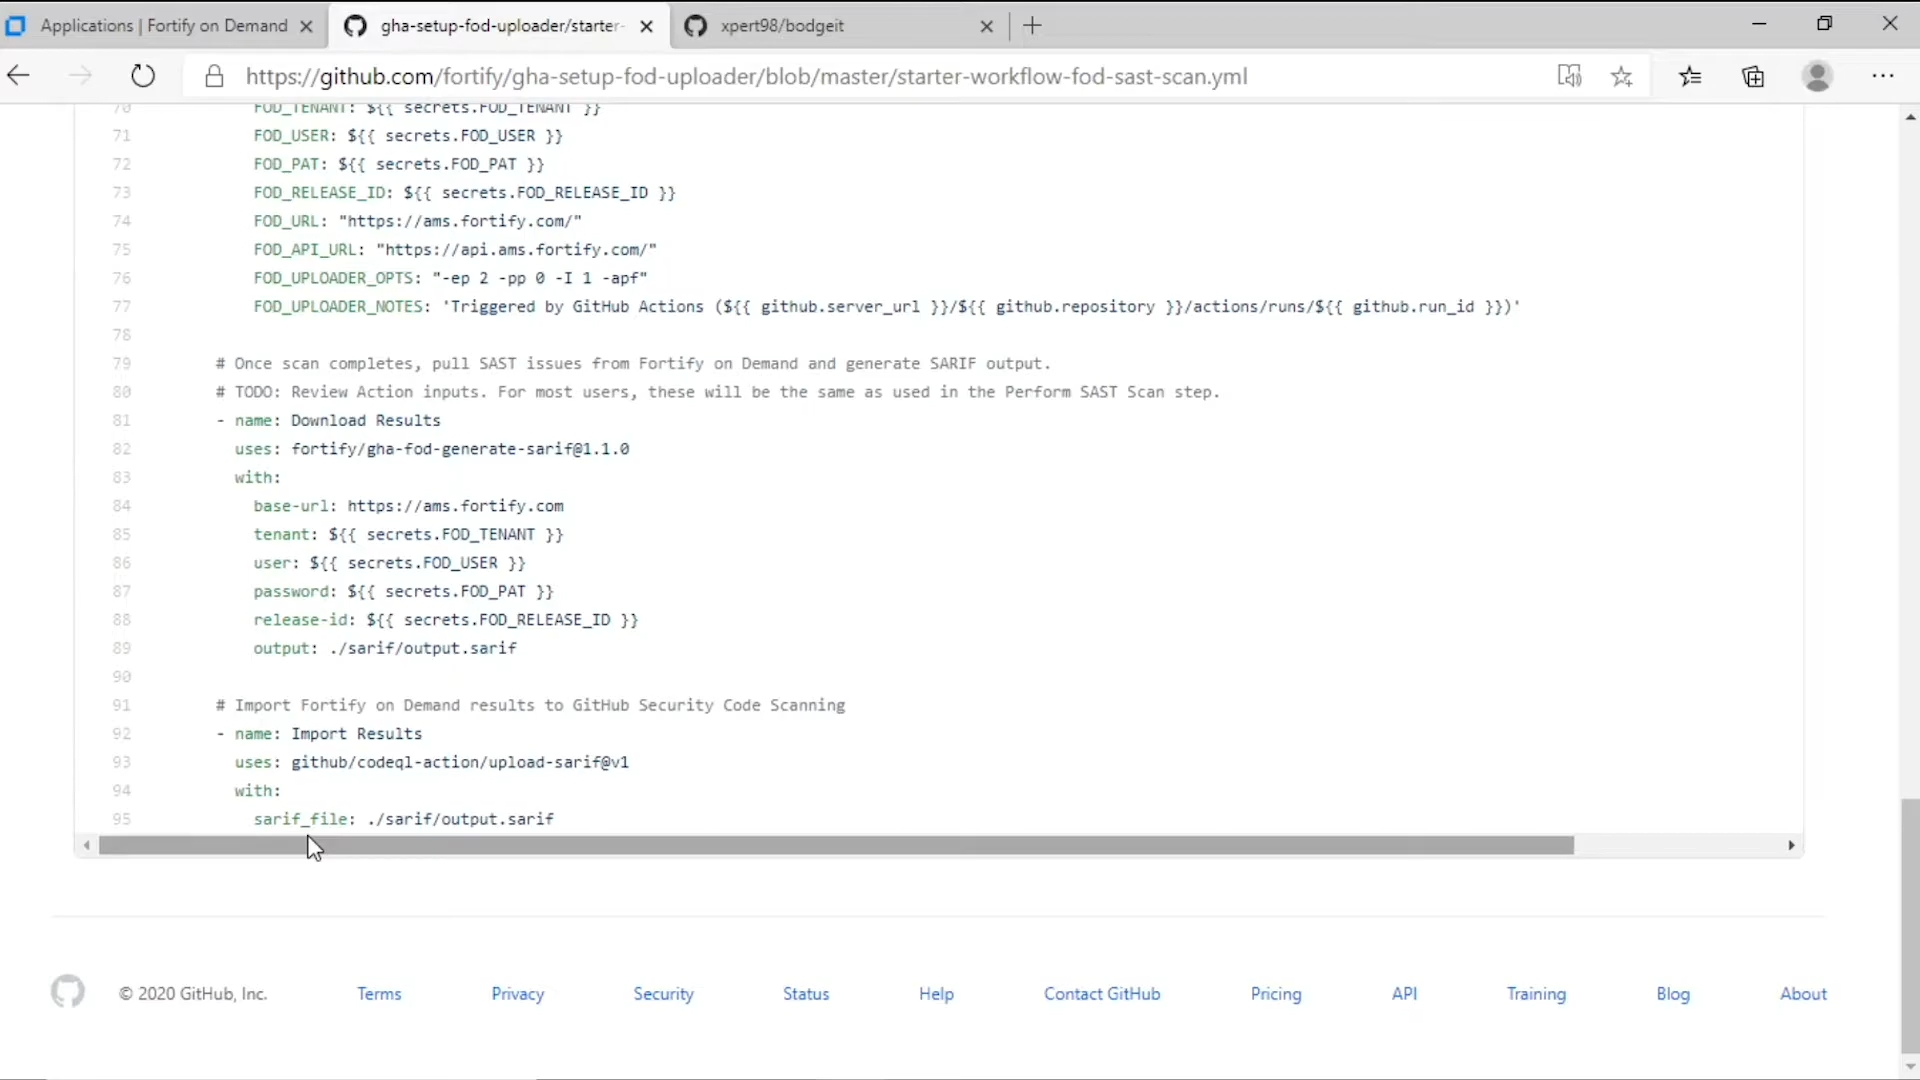 Applications | Fortify on Demand
gha-setup-fod-uploader/starter-
xpert98/bodgeit
https://github.com/fortify/gha-setup-fod-uploader/blob/master/starter-workflow-fod-sast-scan.yml
70 FOD_TENANT: ${{ secrets.FOD_TENANT }}
71 FOD_USER: ${{ secrets.FOD_USER }}
72 FOD_PAT: ${{ secrets.FOD_PAT }}
73 FOD_RELEASE_ID: ${{ secrets.FOD_RELEASE_ID }}
74 FOD_URL: "https://ams.fortify.com/"
75 FOD_API_URL: "https://api.ams.fortify.com/"
76 FOD_UPLOADER_OPTS: "-ep 2 -pp 0 -I 1 -apf"
77 FOD_UPLOADER_NOTES: 'Triggered by GitHub Actions (${{ github.server_url }}/${{ github.repository }}/actions/runs/${{ github.run_id }})'
78
79 # Once scan completes, pull SAST issues from Fortify on Demand and generate SARIF output.
80 # TODO: Review Action inputs. For most users, these will be the same as used in the Perform SAST Scan step.
81 - name: Download Results
82 uses: fortify/gha-fod-generate-sarif@1.1.0
83 with:
84 base-url: https://ams.fortify.com
85 tenant: ${{ secrets.FOD_TENANT }}
86 user: ${{ secrets.FOD_USER }}
87 password: ${{ secrets.FOD_PAT }}
88 release-id: ${{ secrets.FOD_RELEASE_ID }}
89 output: ./sarif/output.sarif
90
91 # Import Fortify on Demand results to GitHub Security Code Scanning
92 - name: Import Results
93 uses: github/codeql-action/upload-sarif@v1
94 with:
95 sarif_file: ./sarif/output.sarif
© 2020 GitHub, Inc. Terms Privacy Security Status Help Contact GitHub Pricing API Training Blog About